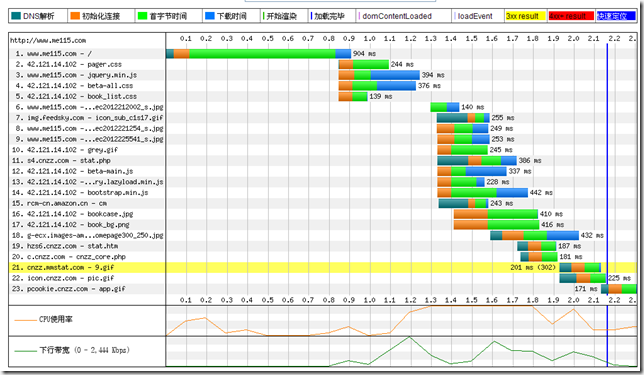 DNS解析 初始化连接 首字节时间 下载时间 开始渲染 加载完毕 domContentLoaded loadEvent 3xx result 4xx+ result 快速定位
http://www.me115.com 0.1 0.2 0.3 0.4 0.5 0.6 0.7 0.8 0.9 1.0 1.1 1.2 1.3 1.4 1.5 1.6 1.7 1.8 1.9 2.0 2.1 2.2 2.3
1. www.me115.com - / 904 ms
2. 42.121.14.102 - pager.css 244 ms
3. 42.121.14.102 - jquery.min.js 394 ms
4. 42.121.14.102 - beta-all.css 376 ms
5. 42.121.14.102 - book_list.css 139 ms
6. www.me115.com...ec2012212002_s.jpg 140 ms
7. img.feedsky.com - icon_sub_c1s17.gif 255 ms
8. www.me115.com...ec2012221254_s.jpg 249 ms
9. www.me115.com...ec2012225541_s.jpg 253 ms
10. 42.121.14.102 - grey.gif 245 ms
11. s4.cnzz.com - stat.php 386 ms
12. 42.121.14.102 - beta-main.js 337 ms
13. 42.121.14.102 - ...ry.lazyload.min.js 228 ms
14. 42.121.14.102 - bootstrap.min.js 442 ms
15. rcm-cn.amazon.cn - cm 243 ms
16. 42.121.14.102 - bookcase.jpg 410 ms
17. 42.121.14.102 - book_bg.png 416 ms
18. g-ecx.images-am...omepage300_250.jpg 432 ms
19. hzs6.cnzz.com - stat.htm 187 ms
20. c.cnzz.com - cnzz_core.php 181 ms
21. cnzz.mmstat.com - 9.gif 201 ms (302)
22. icon.cnzz.com - pic.gif 225 ms
23. pcookie.cnzz.com - app.gif 171 ms
0.1 0.2 0.3 0.4 0.5 0.6 0.7 0.8 0.9 1.0 1.1 1.2 1.3 1.4 1.5 1.6 1.7 1.8 1.9 2.0 2.1 2.2 2.3
CPU使用率
下行带宽 (0 - 2,444 Kbps)